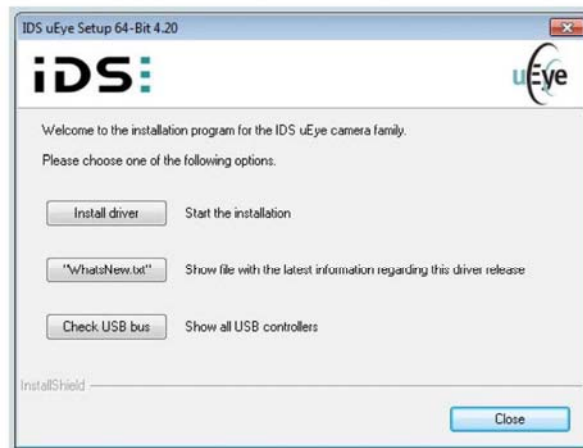 IDS uEye Setup 64-Bit 4.20
iDS
uEye
Welcome to the installation program for the IDS uEye camera family.
Please choose one of the following options.
Install driver Start the installation
"WhatsNew.txt" Show file with the latest information regarding this driver release
Check USB bus Show all USB controllers
InstallShield
Close